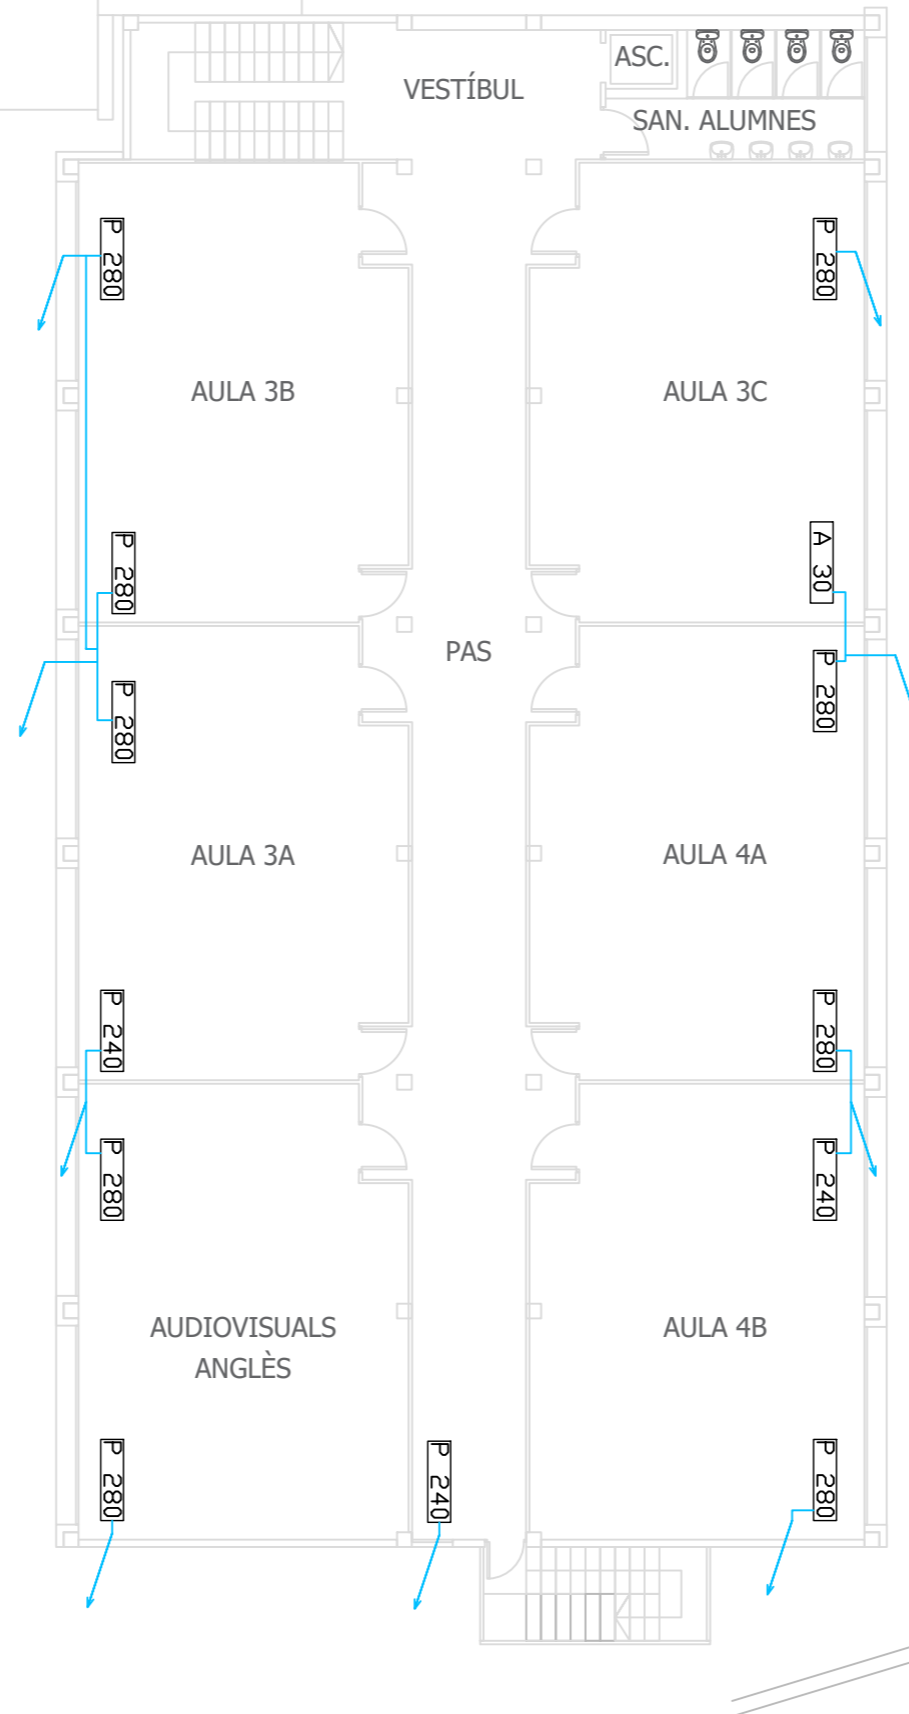 ASC.
VESTÍBUL
SAN. ALUMNES
P 280
P 280
AULA 3B
AULA 3C
A 30
P 280
PAS
P 280
P 280
AULA 3A
AULA 4A
P 240
P 280
P 280
P 240
AUDIOVISUALS
ANGLÈS
AULA 4B
P 280
P 240
P 280